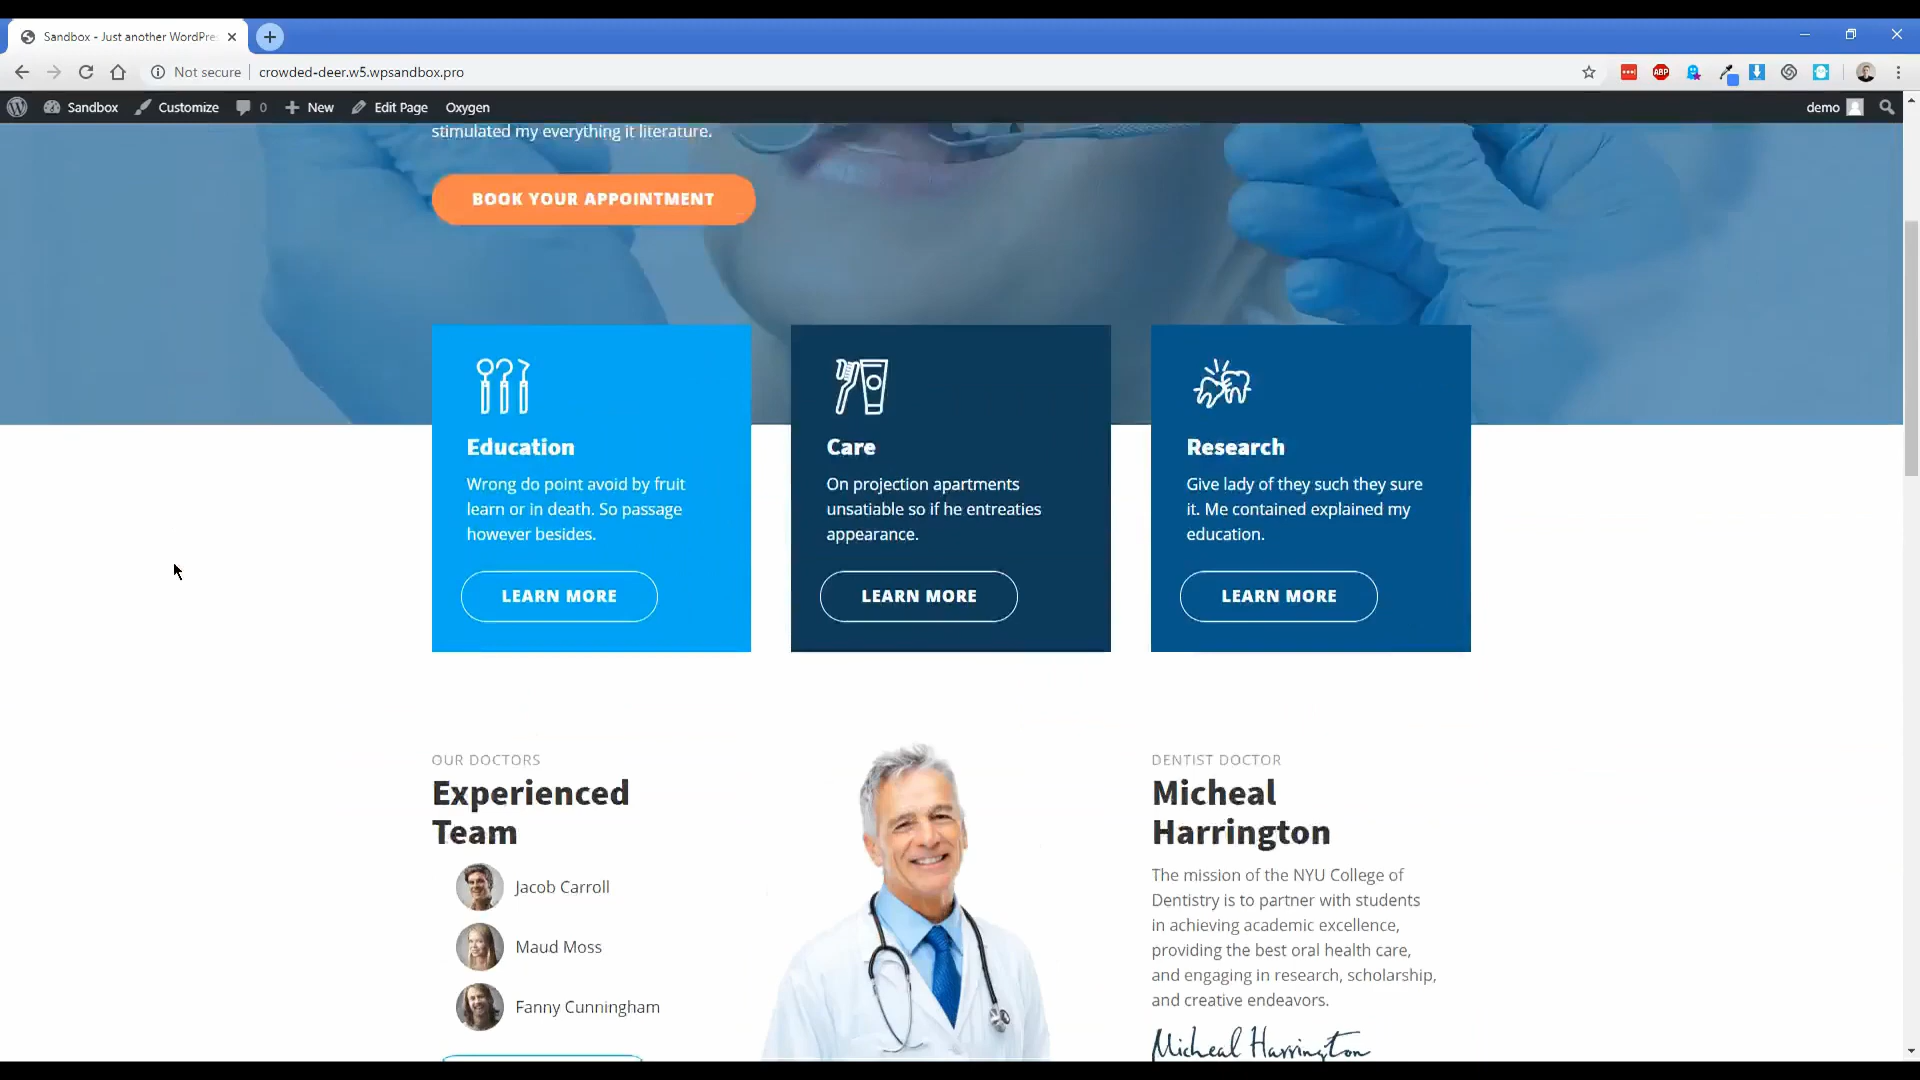 Sandbox - Just another WordPre
Not secure
crowded-deer.w5.wpsandbox.pro
ABP
Sandbox
Customize
0
New
Edit Page
Oxygen
demo
stimulated my everything it literature.
BOOK YOUR APPOINTMENT
Education
Wrong do point avoid by fruit
learn or in death. So passage
however besides.
LEARN MORE
Care
On projection apartments
unsatiable so if he entreaties
appearance.
LEARN MORE
Research
Give lady of they such they sure
it. Me contained explained my
education.
LEARN MORE
OUR DOCTORS
Experienced
Team
Jacob Carroll
Maud Moss
Fanny Cunningham
DENTIST DOCTOR
Micheal
Harrington
The mission of the NYU College of
Dentistry is to partner with students
in achieving academic excellence,
providing the best oral health care,
and engaging in research, scholarship,
and creative endeavors.
Micheal Harrington